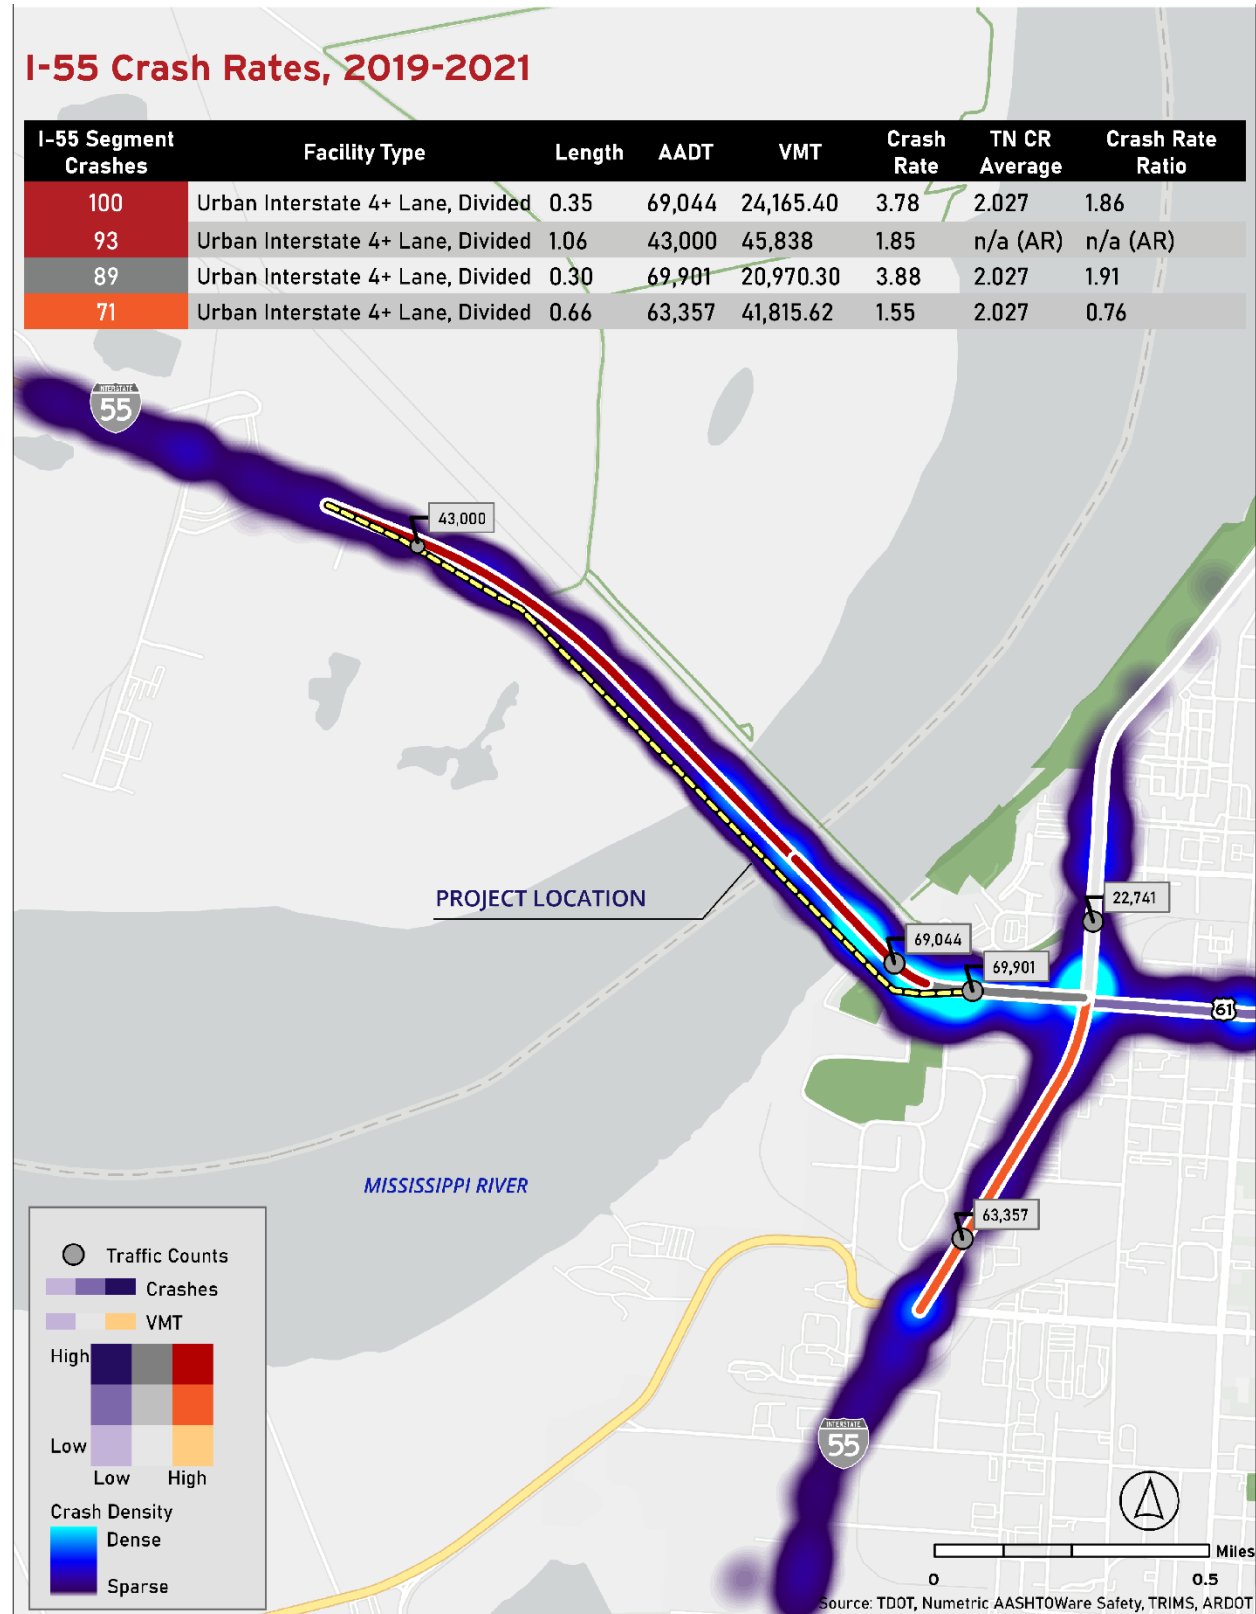 I-55 Crash Rates, 2019-2021
I-55 Segment Crashes Facility Type Length AADT VMT Crash Rate TN CR Average Crash Rate Ratio
100 Urban Interstate 4+ Lane, Divided 0.35 69,044 24,165.40 3.78 2.027 1.86
93 Urban Interstate 4+ Lane, Divided 1.06 43,000 45,838 1.85 n/a (AR) n/a (AR)
89 Urban Interstate 4+ Lane, Divided 0.30 69,901 20,970.30 3.88 2.027 1.91
71 Urban Interstate 4+ Lane, Divided 0.66 63,357 41,815.62 1.55 2.027 0.76
INTERSTATE
55
43,000
PROJECT LOCATION
22,741
69,044
69,901
61
MISSISSIPPI RIVER
63,357
Traffic Counts
Crashes
VMT
High
Low
Low High
Crash Density
Dense
Sparse
INTERSTATE
55
Miles
0 0.5
Source: TDOT, Numetric AASHTOWare Safety, TRIMS, ARDOT